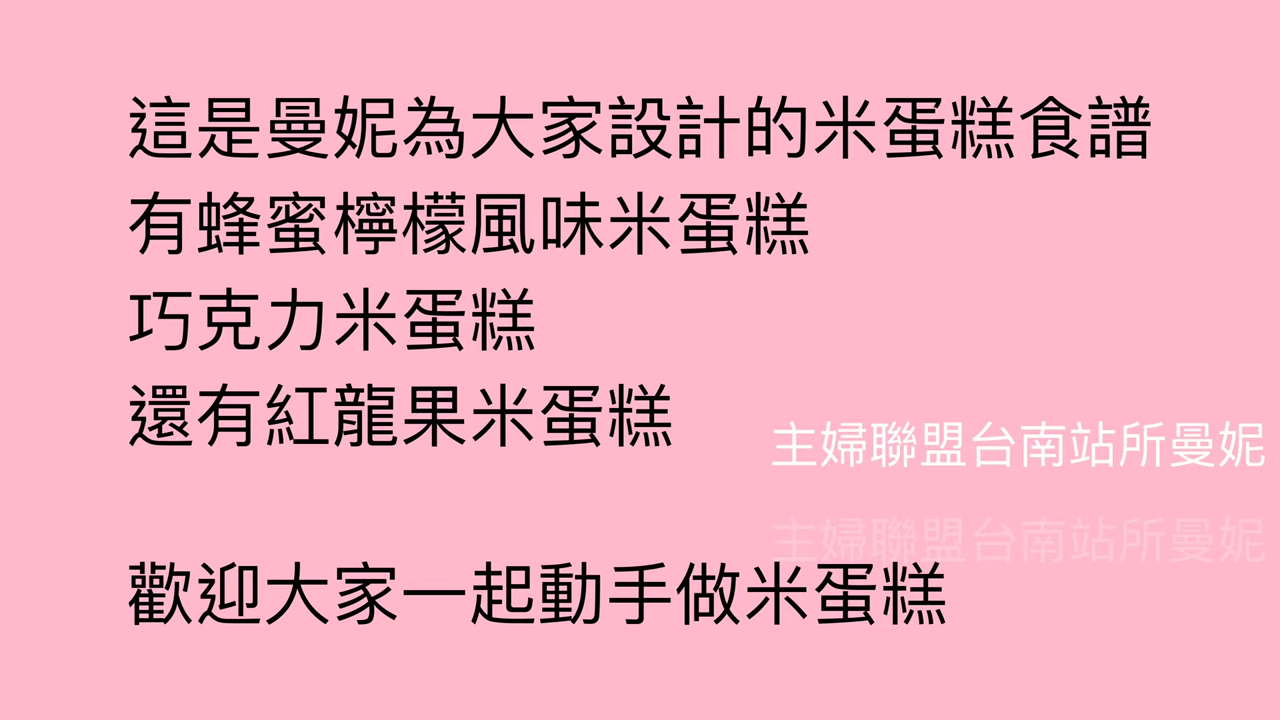 這是曼妮為大家設計的米蛋糕食譜
有蜂蜜檸檬風味米蛋糕
巧克力米蛋糕
還有紅龍果米蛋糕
主婦聯盟台南站所曼妮
主婦聯盟台南站所曼妮
歡迎大家一起動手做米蛋糕